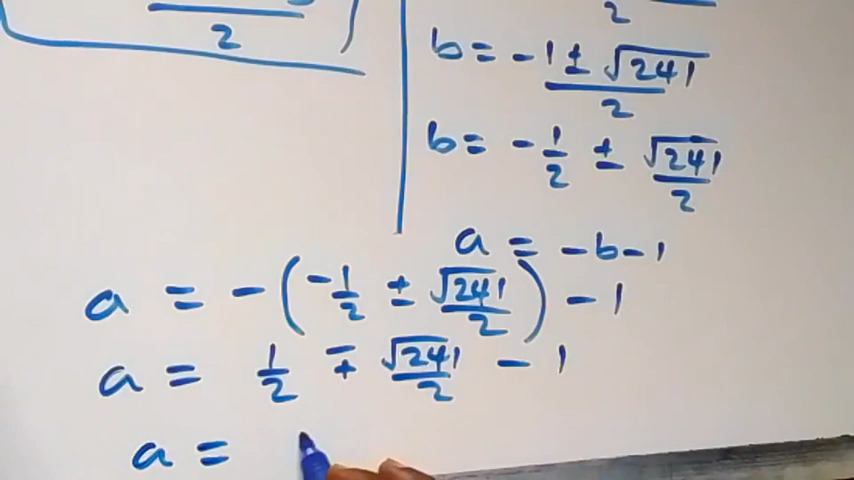 2
2
b = -1 ± √241 / 2
b = - 1/2 ± √241 / 2
a = -b-1
a = -(-1/2 ± √241/2) - 1
a = 1/2 ∓ √241/2 - 1
a =